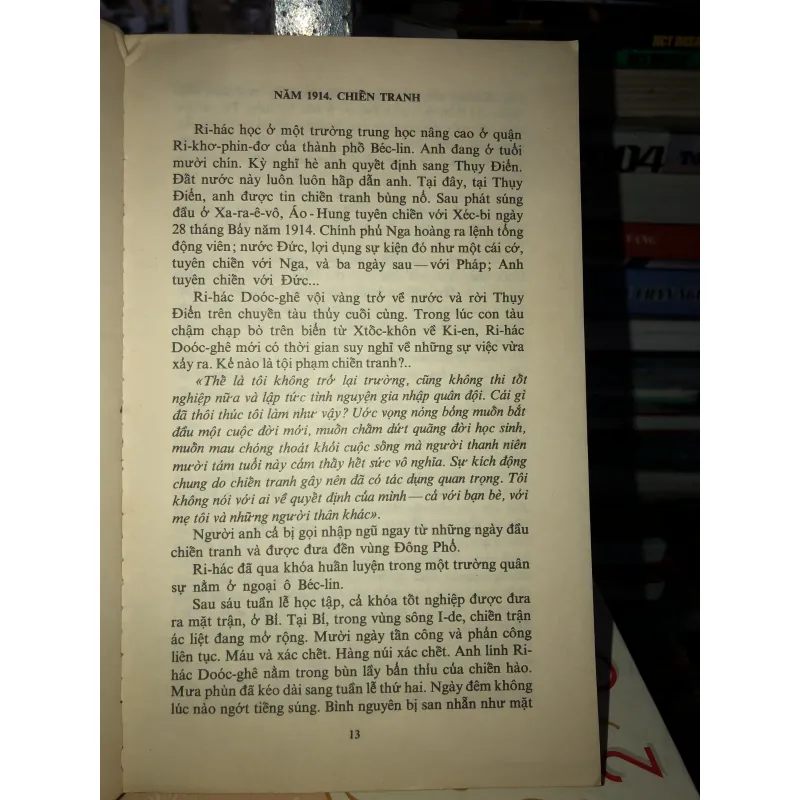 NĂM 1914. CHIẾN TRANH
Ri-hác học ở một trường trung học nâng cao ở quận
Ri-khơ-phin-đơ của thành phố Béc-lin. Anh đang ở tuổi
mười chín. Kỳ nghỉ hè anh quyết định sang Thụy Điển.
Đất nước này luôn luôn hấp dẫn anh. Tại đây, tại Thụy
Điển, anh được tin chiến tranh bùng nổ. Sau phát súng
đầu ở Xa-ra-ê-vô, Áo-Hung tuyên chiến với Xéc-bi ngày
28 tháng Bảy năm 1914. Chính phủ Nga hoàng ra lệnh tổng
động viên; nước Đức, lợi dụng sự kiện đó như một cái cớ,
tuyên chiến với Nga, và ba ngày sau—với Pháp; Anh
tuyên chiến với Đức...
Ri-hác Doóc-ghê vội vàng trở về nước và rời Thụy
Điển trên chuyến tàu thủy cuối cùng. Trong lúc con tàu
chậm chạp bò trên biển từ Xtốc-khôn về Ki-en, Ri-hác
Doóc-ghê mới có thời gian suy nghĩ về những sự việc vừa
xảy ra. Kẻ nào là tội phạm chiến tranh?..
«Thế là tôi không trở lại trường, cũng không thi tốt
nghiệp nữa và lập tức tình nguyện gia nhập quân đội. Cái gì
đã thôi thúc tôi làm như vậy? Ước vọng nóng bỏng muốn bắt
đầu một cuộc đời mới, muốn chấm dứt quãng đời học sinh,
muốn mau chóng thoát khỏi cuộc sống mà người thanh niên
mười tám tuổi này cảm thấy hết sức vô nghĩa. Sự kích động
chung do chiến tranh gây nên đã có tác dụng quan trọng. Tôi
không nói với ai về quyết định của mình—cả với bạn bè, với
mẹ tôi và những người thân khác».
Người anh cả bị gọi nhập ngũ ngay từ những ngày đầu
chiến tranh và được đưa đến vùng Đông Phổ.
Ri-hác đã qua khóa huấn luyện trong một trường quân
sự nằm ở ngoại ô Béc-lin.
Sau sáu tuần lễ học tập, cả khóa tốt nghiệp được đưa
ra mặt trận, ở Bỉ. Tại Bỉ, trong vùng sông I-de, chiến trận
ác liệt đang mở rộng. Mười ngày tấn công và phản công
liên tục. Máu và xác chết. Hàng núi xác chết. Anh lính Ri-
hác Doóc-ghê nằm trong bùn lầy bẩn thỉu của chiến hào.
Mưa phùn đã kéo dài sang tuần lễ thứ hai. Ngày đêm không
lúc nào ngớt tiếng súng. Bình nguyên bị san nhẵn như mặt
13
04